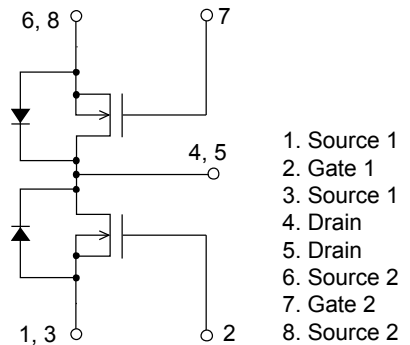 6, 8
7
4, 5
1, 3
2
1. Source 1
2. Gate 1
3. Source 1
4. Drain
5. Drain
6. Source 2
7. Gate 2
8. Source 2